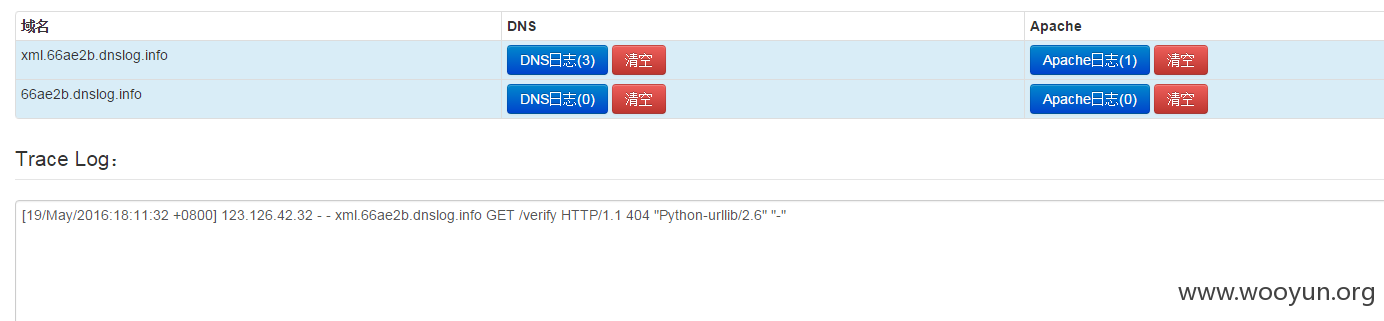 域名 DNS Apache
xml.66ae2b.dnslog.info DNS日志(3) 清空 Apache日志(1) 清空
66ae2b.dnslog.info DNS日志(0) 清空 Apache日志(0) 清空
Trace Log：
[19/May/2016:18:11:32 +0800] 123.126.42.32 - - xml.66ae2b.dnslog.info GET /verify HTTP/1.1 404 "Python-urllib/2.6" "-"
www.wooyun.org